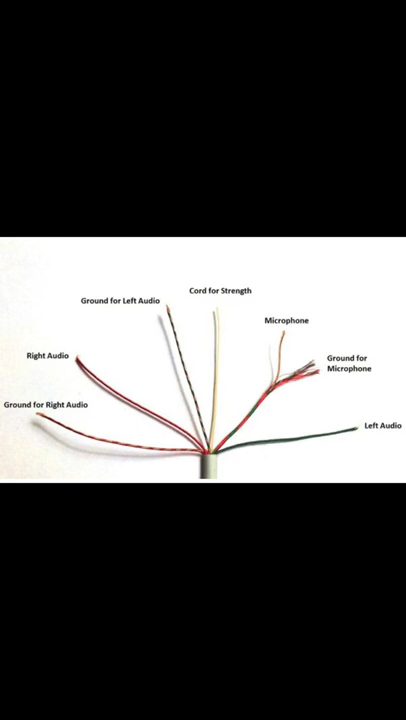 Cord for Strength
Ground for Left Audio
Microphone
Right Audio
Ground for
Microphone
Ground for Right Audio
Left Audio